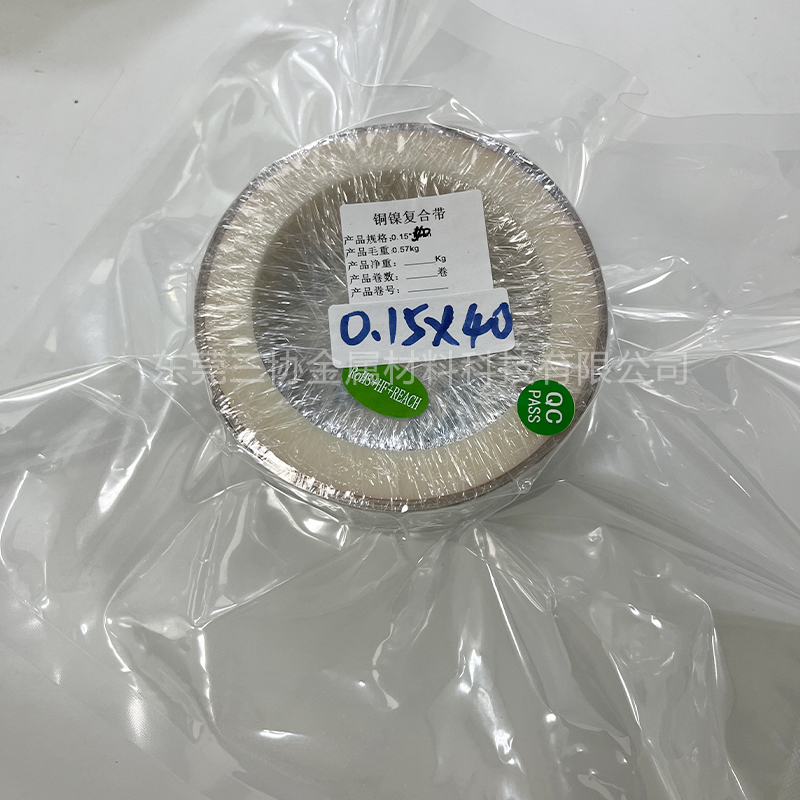 铜镍复合带
产品规格:0.15*
产品毛重:0.57kg
产品净重: ______Kg
产品卷数: ______卷
产品卷号: ______
0.15X40
东莞三协金属材料科技有限公司
RoHS+HF+REACH
QC
PASS